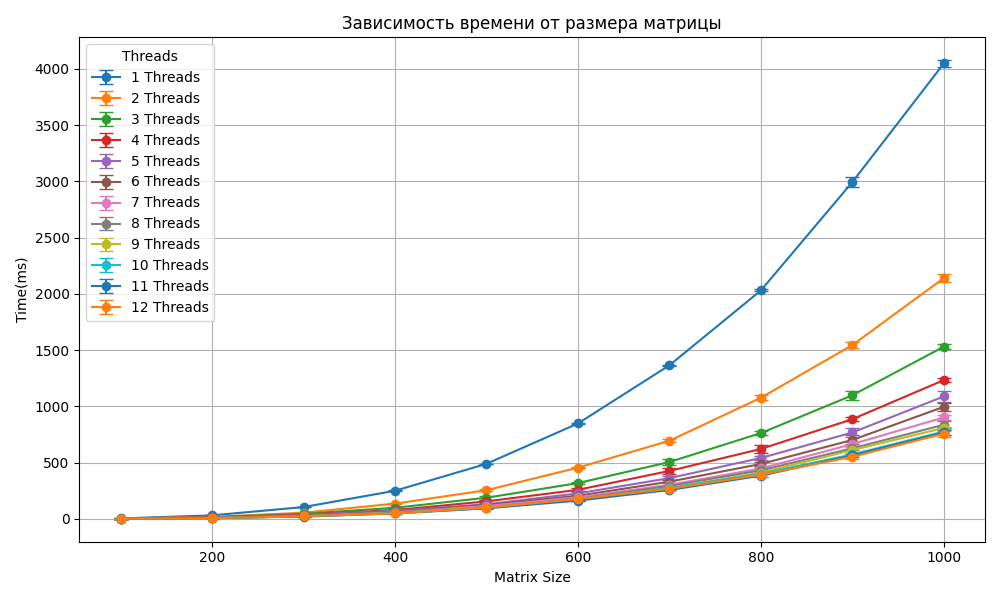 Зависимость времени от размера матрицы
Time(ms)
4000
3500
3000
2500
2000
1500
1000
500
0
Threads
1 Threads
2 Threads
3 Threads
4 Threads
5 Threads
6 Threads
7 Threads
8 Threads
9 Threads
10 Threads
11 Threads
12 Threads
200 400 600 800 1000
Matrix Size